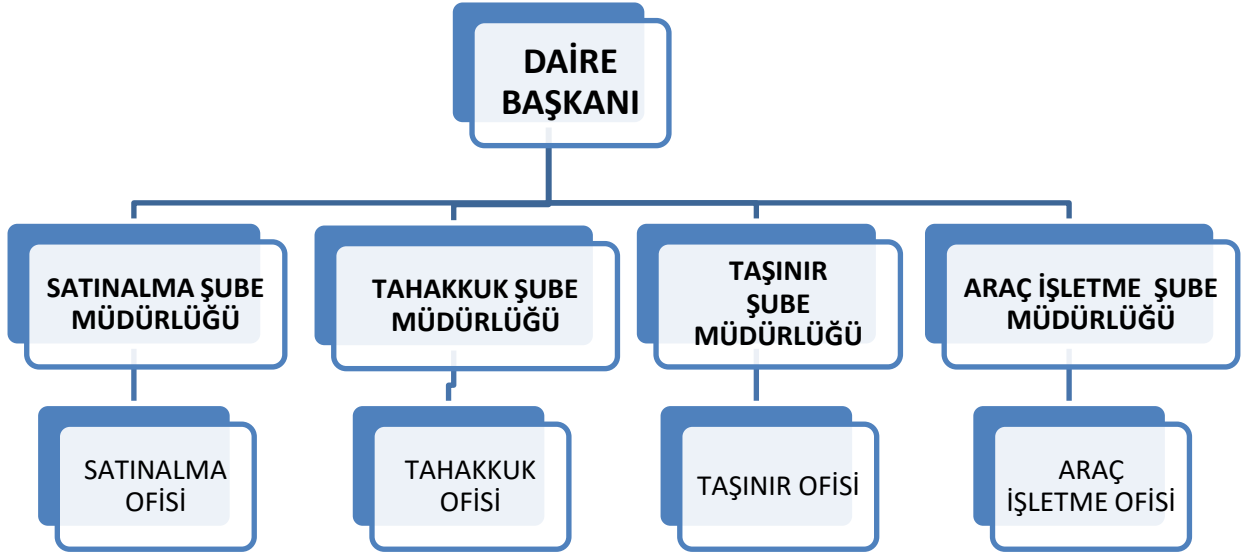 DAİRE
BAŞKANI
SATINALMA ŞUBE
MÜDÜRLÜĞÜ
TAHAKKUK ŞUBE
MÜDÜRLÜĞÜ
TAŞINIR
ŞUBE
MÜDÜRLÜĞÜ
ARAÇ İŞLETME ŞUBE
MÜDÜRLÜĞÜ
SATINALMA
OFİSİ
TAHAKKUK
OFİSİ
TAŞINIR OFİSİ
ARAÇ
İŞLETME OFİSİ